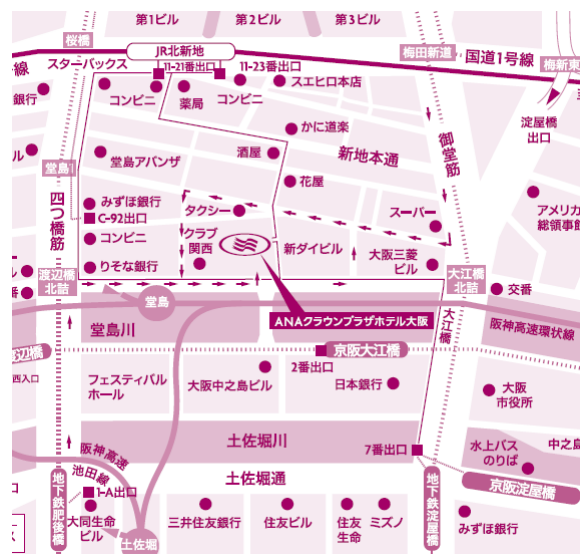 第1ビル
第2ビル
第3ビル
桜橋
JR北新地
梅田新道
国道1号線
梅新東
号線
スターバックス
11-21番出口
11-23番出口
スエヒロ本店
銀行
コンビニ
薬局
コンビニ
淀屋橋
出口
かに道楽
御堂筋
ル
堂島アバンザ
酒屋
新地本通
堂島1
花屋
四つ橋筋
みずほ銀行
C-92出口
タクシー
スーパー
アメリカ
総領事館
コンビニ
クラブ
関西
新ダイビル
大阪三菱
ビル
ビル
りそな銀行
渡辺橋
北詰
大江橋
北詰
交番
番
堂島
ANAクラウンプラザホテル大阪
大江橋
堂島川
阪神高速環状線
辺橋
京阪大江橋
西入口
2番出口
フェスティバル
ホール
大阪中之島ビル
日本銀行
大阪
市役所
土佐堀川
7番出口
水上バス
のりば
中之島
阪神高速
池田線
土佐堀通
京阪淀屋橋
地下鉄肥後橋
1-A出口
地下鉄淀屋橋
大同生命
ビル
三井住友銀行
住友ビル
住友
生命
ミズノ
みずほ銀行
土佐堀